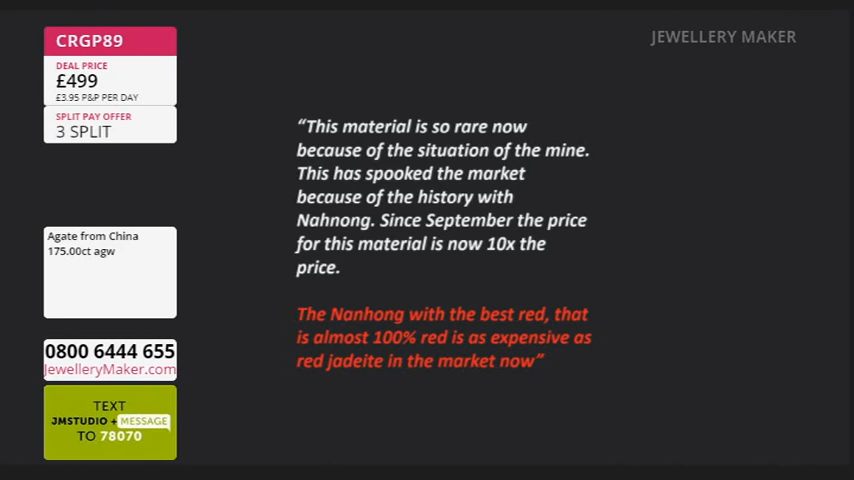 CRGP89
DEAL PRICE
£499
£3.95 P&P PER DAY
SPLIT PAY OFFER
3 SPLIT
Agate from China
175.00ct agw
0800 6444 655
JewelleryMaker.com
TEXT
JMSTUDIO + MESSAGE
TO 78070
JEWELLERY MAKER
“This material is so rare now
because of the situation of the mine.
This has spooked the market
because of the history with
Nahnong. Since September the price
for this material is now 10x the
price.
The Nanhong with the best red, that
is almost 100% red is as expensive as
red jadeite in the market now”